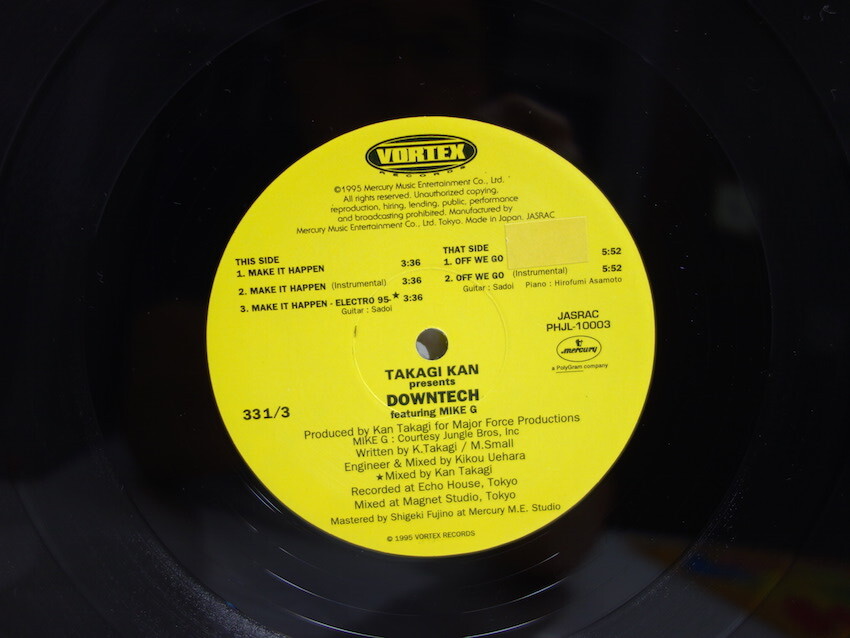 VORTEX
RECORDS
©1995 Mercury Music Entertainment Co., Ltd.
All rights reserved. Unauthorized copying,
reproduction, hiring, lending, public, performance
and broadcasting prohibited. Manufactured by
Mercury Music Entertainment Co., Ltd. Tokyo. Made in Japan. JASRAC
THIS SIDE
1. MAKE IT HAPPEN 3:36
2. MAKE IT HAPPEN (Instrumental) 3:36
3. MAKE IT HAPPEN - ELECTRO 95-★ 3:36
Guitar : Sadoi
THAT SIDE
1. OFF WE GO 5:52
2. OFF WE GO (Instrumental) 5:52
Guitar : Sadoi Piano : Hirofumi Asamoto
JASRAC
PHJL-10003
mercury
a PolyGram company
33 1/3
TAKAGI KAN
presents
DOWNTECH
featuring MIKE G
Produced by Kan Takagi for Major Force Productions
MIKE G : Courtesy Jungle Bros, Inc
Written by K.Takagi / M.Small
Engineer & Mixed by Kikou Uehara
★Mixed by Kan Takagi
Recorded at Echo House, Tokyo
Mixed at Magnet Studio, Tokyo
Mastered by Shigeki Fujino at Mercury M.E. Studio
© 1995 VORTEX RECORDS